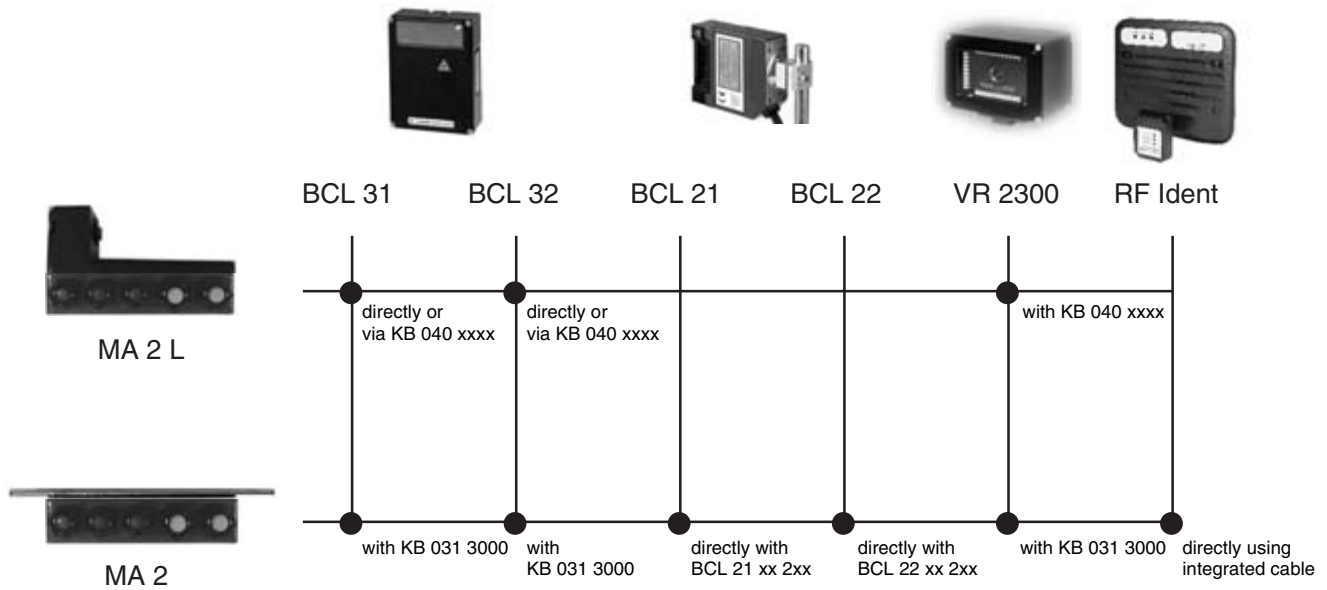 BCL 31
BCL 32
BCL 21
BCL 22
VR 2300
RF Ident
MA 2 L
directly or
via KB 040 xxxx
directly or
via KB 040 xxxx
with KB 040 xxxx
MA 2
with KB 031 3000
with
KB 031 3000
directly with
BCL 21 xx 2xx
directly with
BCL 22 xx 2xx
with KB 031 3000
directly using
integrated cable